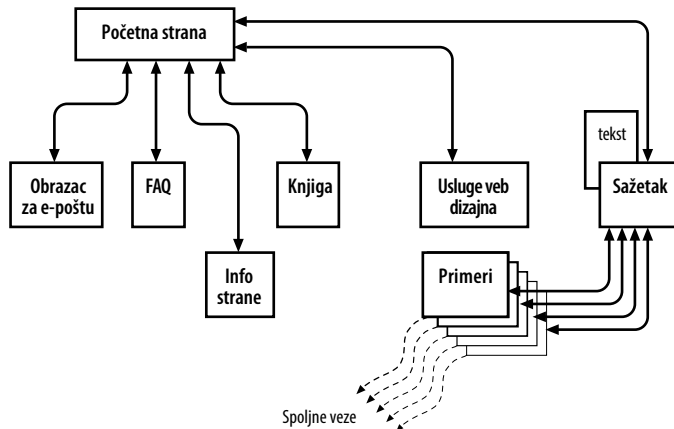 Početna strana
tekst
Obrazac
za e-poštu
FAQ
Knjiga
Usluge veb
dizajna
Sažetak
Info
strane
Primeri
Spoljne veze